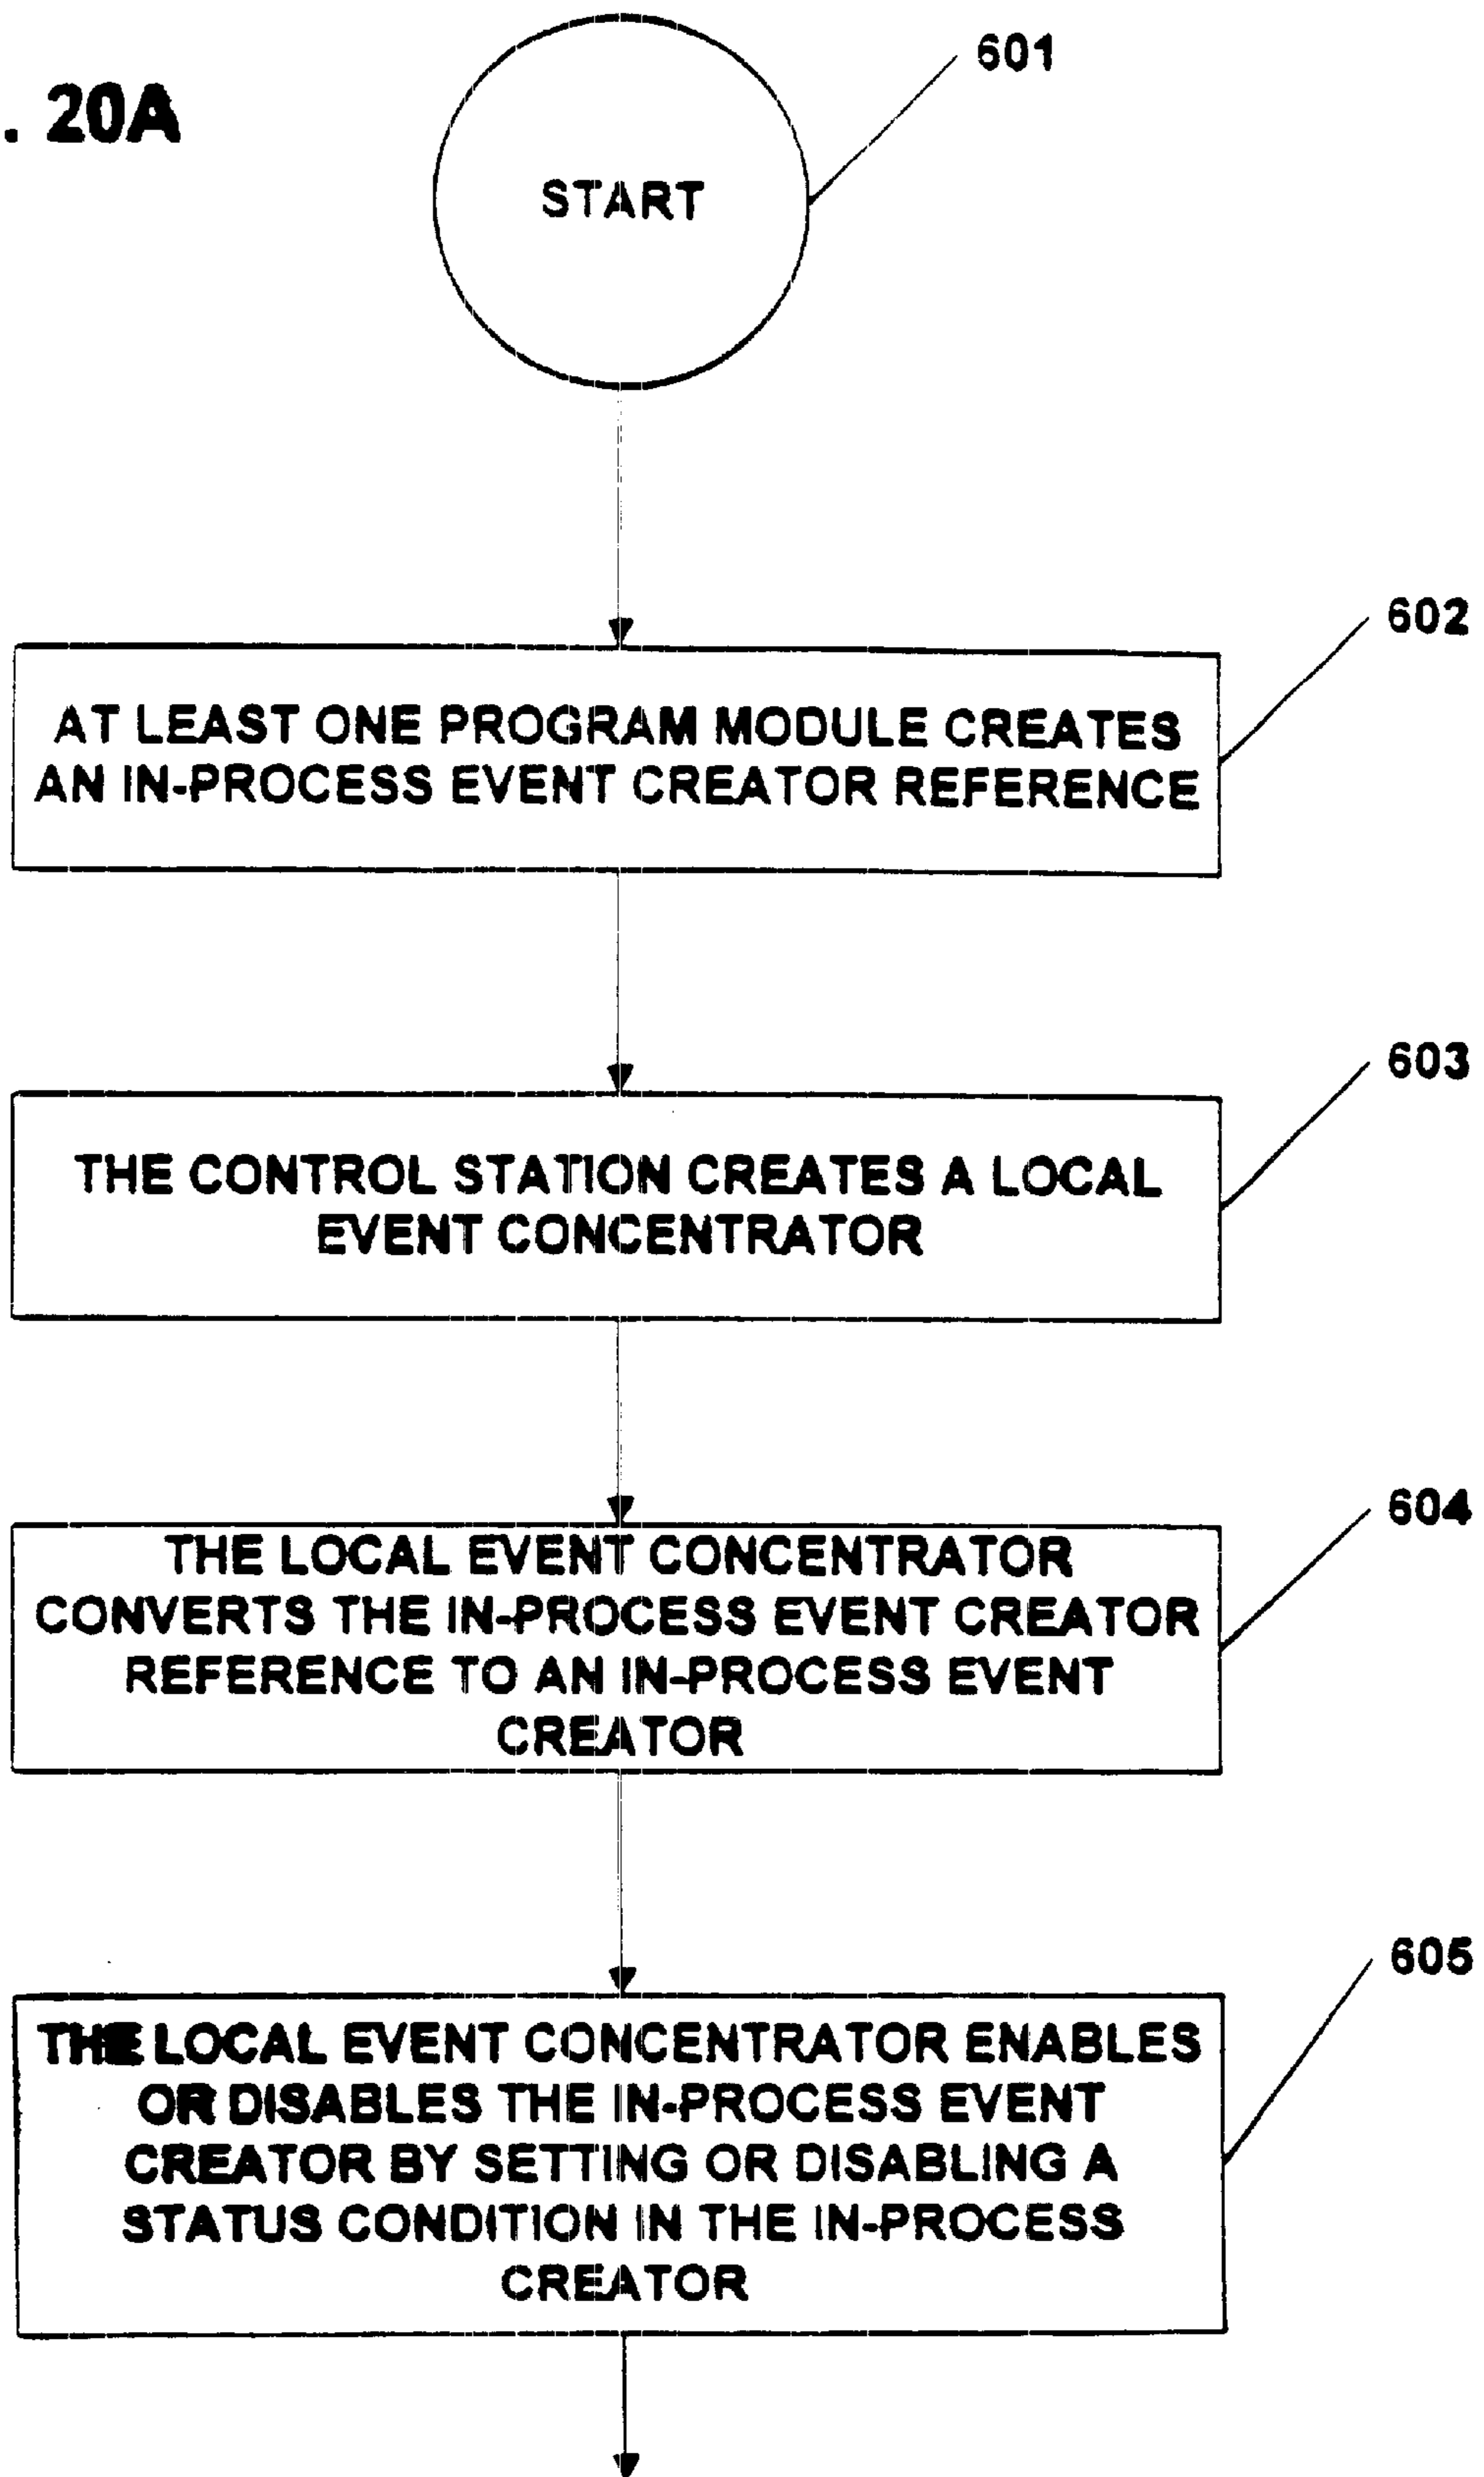 . 20A
601
START
602
AT LEAST ONE PROGRAM MODULE CREATES
AN IN-PROCESS EVENT CREATOR REFERENCE
603
THE CONTROL STATION CREATES A LOCAL
EVENT CONCENTRATOR
604
THE LOCAL EVENT CONCENTRATOR
CONVERTS THE IN-PROCESS EVENT CREATOR
REFERENCE TO AN IN-PROCESS EVENT
CREATOR
605
THE LOCAL EVENT CONCENTRATOR ENABLES
OR DISABLES THE IN-PROCESS EVENT
CREATOR BY SETTING OR DISABLING A
STATUS CONDITION IN THE IN-PROCESS
CREATOR